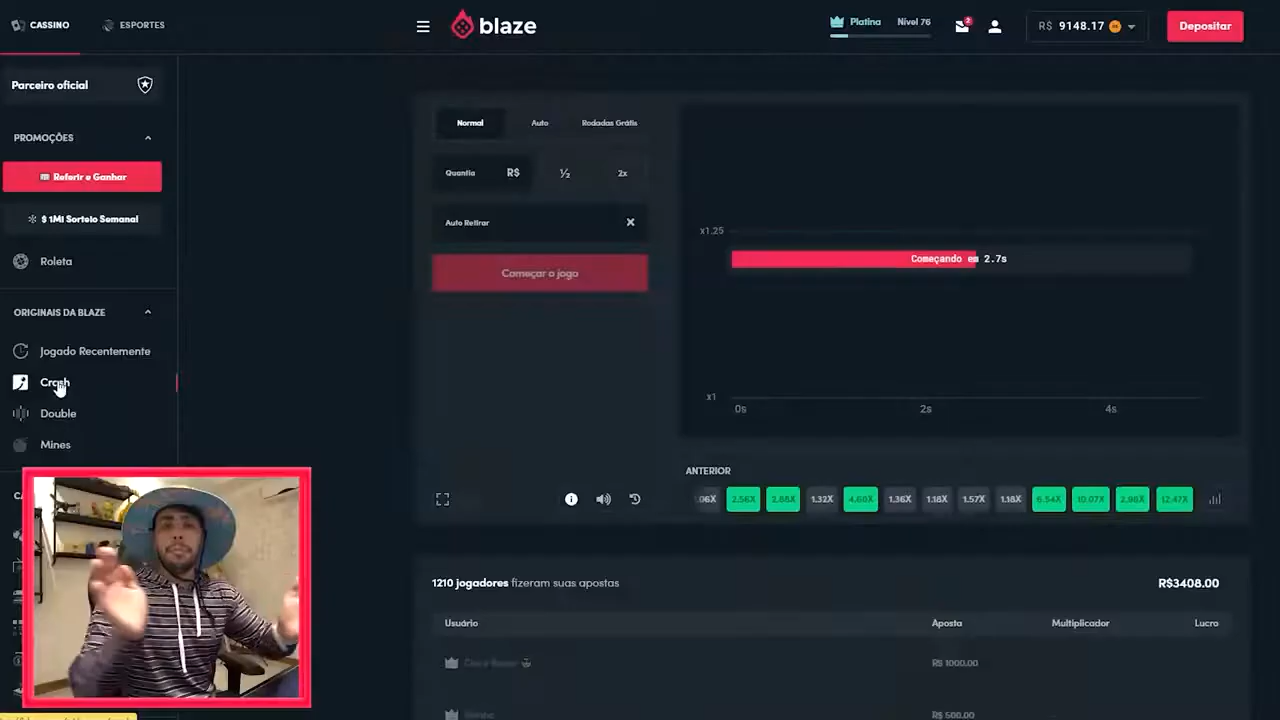 CASSINO
ESPORTES
blaze
Platina Nível 76
2
R$ 9148.17
Depositar
Parceiro oficial
PROMOÇÕES
Referir e Ganhar
$ 1Mi Sorteio Semanal
Roleta
ORIGINAIS DA BLAZE
Jogado Recentemente
Crash
Double
Mines
Normal
Auto
Rodadas Grátis
Quantia R$
½
2x
Auto Retirar
Começar o jogo
x1.25
Começando em 2.7s
x1
0s 2s 4s
ANTERIOR
2.56X 2.88X 1.32X 4.60X 1.36X 1.18X 1.57X 1.18X 6.54X 10.07X 2.98X 12.47X
1210 jogadores fizeram suas apostas
R$3408.00
Usuário Aposta Multiplicador Lucro
R$ 1000.00
R$ 500.00